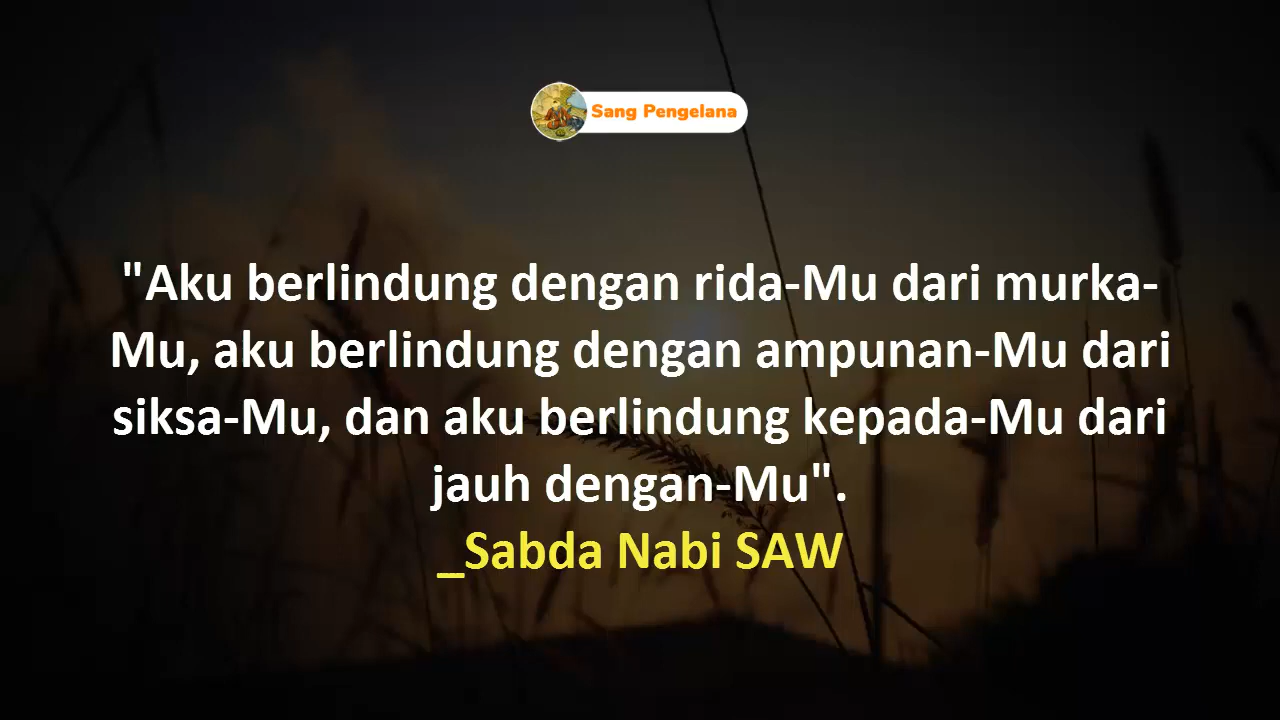 Sang Pengelana
"Aku berlindung dengan rida-Mu dari murka-
Mu, aku berlindung dengan ampunan-Mu dari
siksa-Mu, dan aku berlindung kepada-Mu dari
jauh dengan-Mu".
_Sabda Nabi SAW